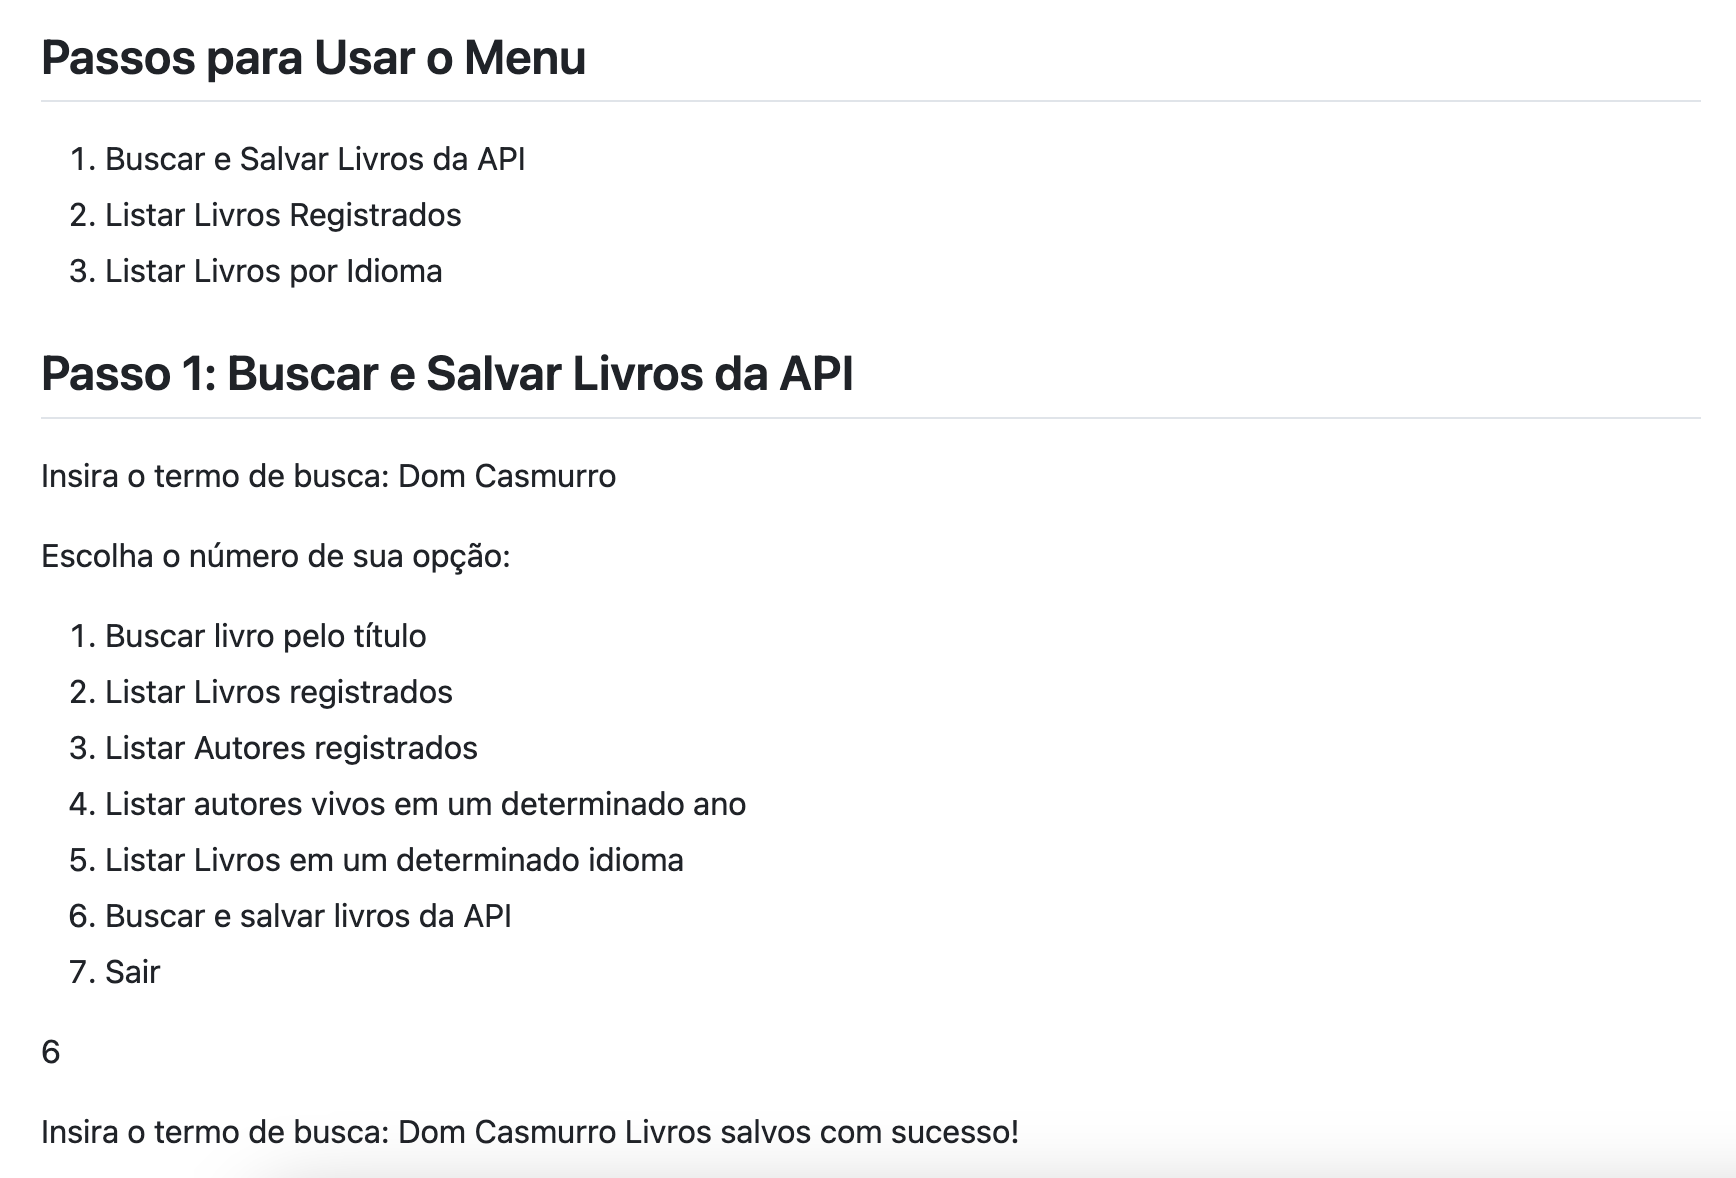 Passos para Usar o Menu
1. Buscar e Salvar Livros da API
2. Listar Livros Registrados
3. Listar Livros por Idioma
Passo 1: Buscar e Salvar Livros da API
Insira o termo de busca: Dom Casmurro
Escolha o número de sua opção:
1. Buscar livro pelo título
2. Listar Livros registrados
3. Listar Autores registrados
4. Listar autores vivos em um determinado ano
5. Listar Livros em um determinado idioma
6. Buscar e salvar livros da API
7. Sair
6
Insira o termo de busca: Dom Casmurro Livros salvos com sucesso!